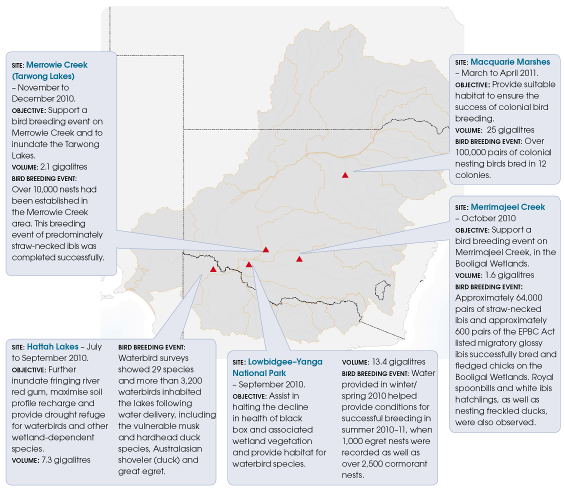 SITE: Merrowie Creek
(Tarwong Lakes)
– November to
December 2010.
OBJECTIVE: Support a
bird breeding event on
Merrowie Creek and to
inundate the Tarwong
Lakes.
VOLUME: 2.1 gigalitres
BIRD BREEDING EVENT:
Over 10,000 nests had
been established in
the Merrowie Creek
area. This breeding
event of predominately
straw-necked ibis was
completed successfully.
SITE: Macquarie Marshes
– March to April 2011.
OBJECTIVE: Provide suitable
habitat to ensure the
success of colonial bird
breeding.
VOLUME: 25 gigalitres
BIRD BREEDING EVENT: Over
100,000 pairs of colonial
nesting birds bred in 12
colonies.
SITE: Merrimajeel Creek
– October 2010
OBJECTIVE: Support a
bird breeding event on
Merrimajeel Creek, in the
Booligal Wetlands.
VOLUME: 1.6 gigalitres
BIRD BREEDING EVENT:
Approximately 64,000
pairs of straw-necked
ibis and approximately
600 pairs of the EPBC Act
listed migratory glossy
ibis successfully bred and
fledged chicks on the
Booligal Wetlands. Royal
spoonbills and white ibis
hatchlings, as well as
nesting freckled ducks,
were also observed.
SITE: Hattah Lakes – July
to September 2010.
OBJECTIVE: Further
inundate fringing river
red gum, maximise soil
profile recharge and
provide drought refuge
for waterbirds and other
wetland-dependent
species.
VOLUME: 7.3 gigalitres
BIRD BREEDING EVENT:
Waterbird surveys
showed 29 species
and more than 3,200
waterbirds inhabited
the lakes following
water delivery, including
the vulnerable musk
and hardhead duck
species, Australasian
shoveler (duck) and
great egret.
SITE: Lowbidgee–Yanga
National Park
– September 2010.
OBJECTIVE: Assist in
halting the decline
in health of black
box and associated
wetland vegetation
and provide habitat for
waterbird species.
VOLUME: 13.4 gigalitres
BIRD BREEDING EVENT: Water
provided in winter/
spring 2010 helped
provide conditions for
successful breeding in
summer 2010–11, when
1,000 egret nests were
recorded as well as
over 2,500 cormorant
nests.